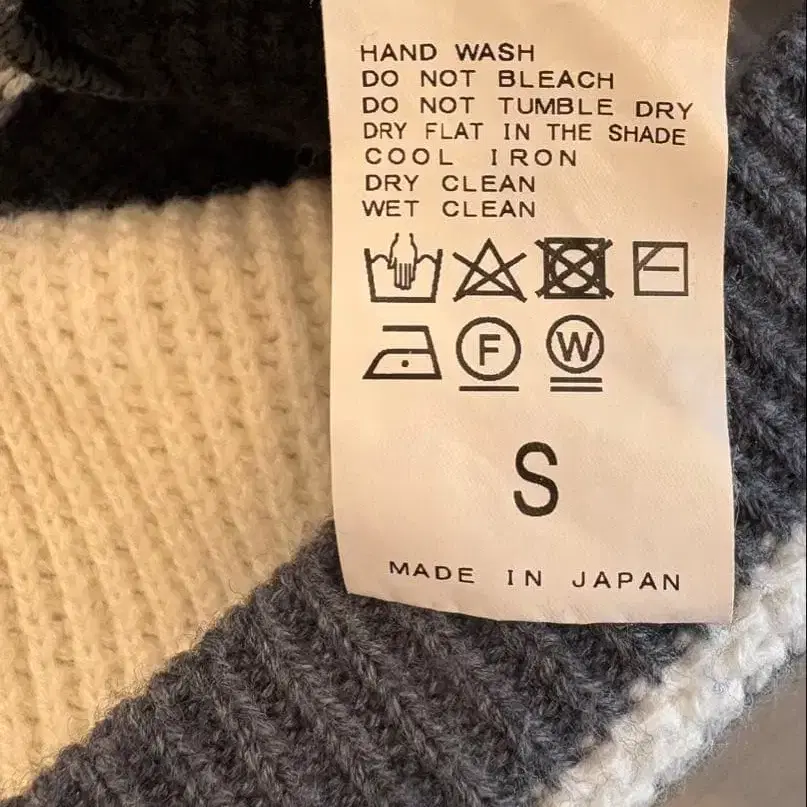 HAND WASH
DO NOT BLEACH
DO NOT TUMBLE DRY
DRY FLAT IN THE SHADE
COOL IRON
DRY CLEAN
WET CLEAN
F W
S
MADE IN JAPAN